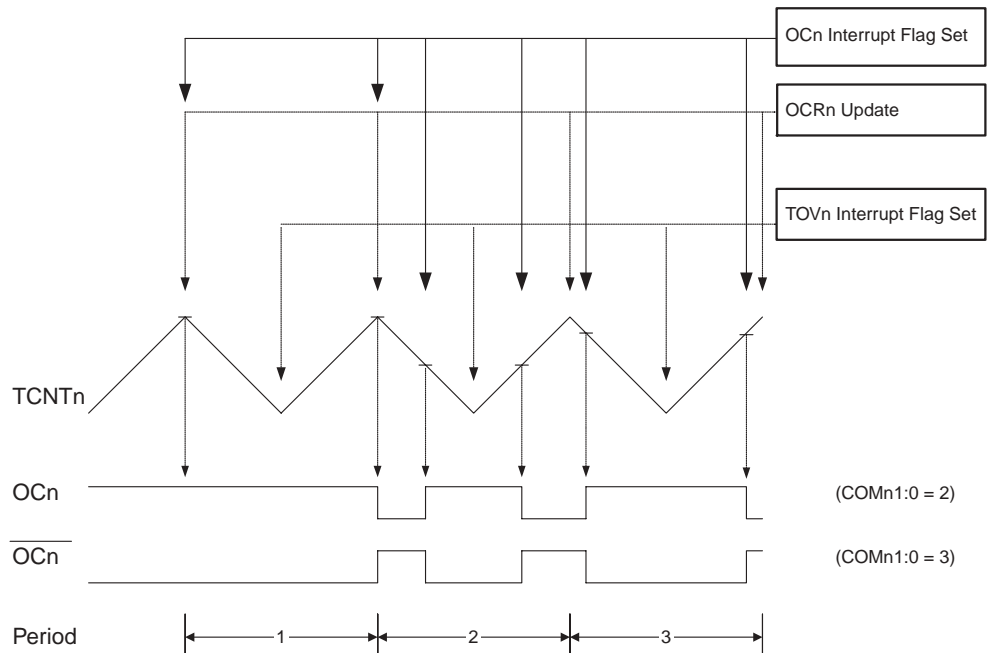 OCn Interrupt Flag Set
OCRn Update
TOVn Interrupt Flag Set
TCNTn
OCn (COMn1:0 = 2)
OCn (COMn1:0 = 3)
Period 1 2 3